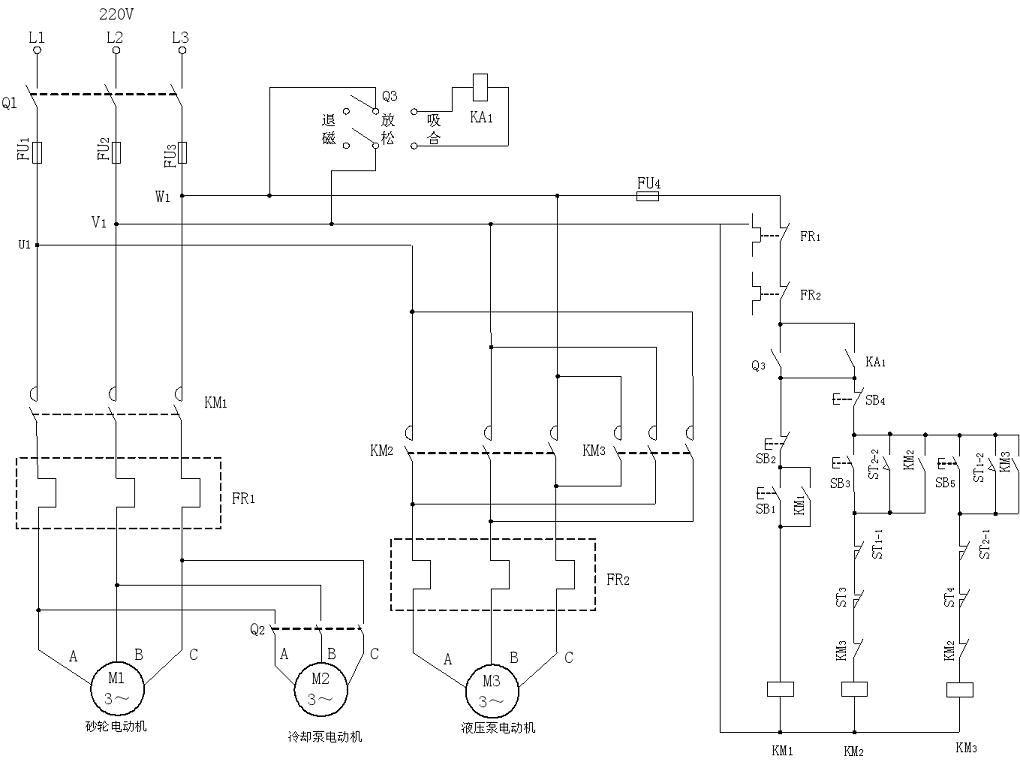 220V
L1 L2 L3
Q1
FU1 FU2 FU3
Q3
退磁 放松 吸合
KA1
W1
V1
U1
FU4
FR1
FR2
Q3
KA1
SB4
KM1
KM2
KM3
SB2
SB3
ST2-2
KM2
SB5
ST1-2
KM3
SB1
KM1
FR1
ST1-1
ST2-1
FR2
ST3
ST4
Q2
KM3
KM2
A B C
A B C
A B C
M1
3~
M2
3~
M3
3~
砂轮电动机
冷却泵电动机
液压泵电动机
KM1
KM2
KM3